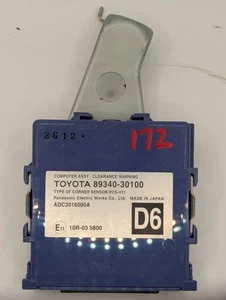 2G12.
172
COMPUTER ASSY, CLEARANCE WARNING
TOYOTA 89340-30100
TYPE OF CORNER SENSOR PCS-V11
Panasonic Electric Works Co., Ltd. MADE IN JAPAN
ADC3016000A
D6
E11 10R-03 5800